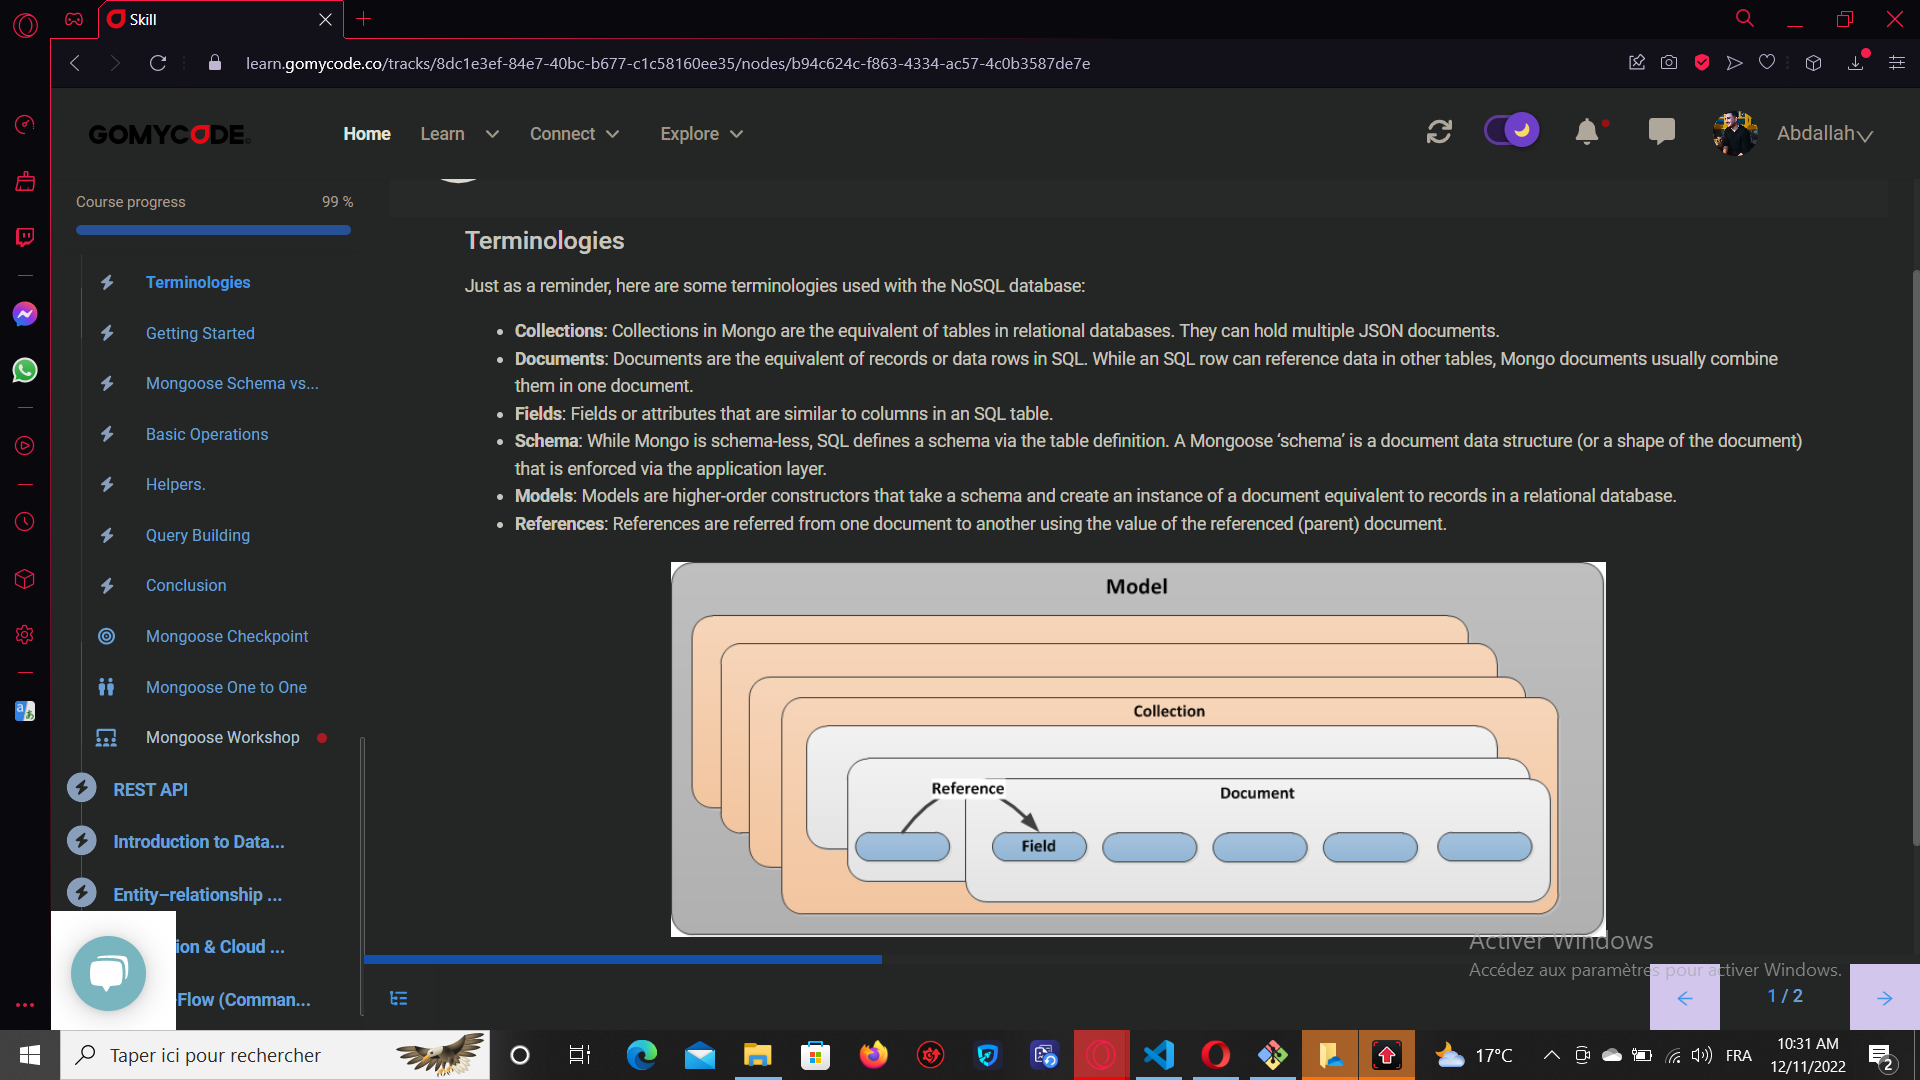 Skill
learn.gomycode.co/tracks/8dc1e3ef-84e7-40bc-b677-c1c58160ee35/nodes/b94c624c-f863-4334-ac57-4c0b3587de7e
GOMYCODE
Home
Learn
Connect
Explore
Abdallah
Course progress
99 %
Terminologies
Getting Started
Mongoose Schema vs...
Basic Operations
Helpers.
Query Building
Conclusion
Mongoose Checkpoint
Mongoose One to One
Mongoose Workshop
REST API
Introduction to Data...
Entity–relationship ...
ion & Cloud ...
-Flow (Comman...
Terminologies
Just as a reminder, here are some terminologies used with the NoSQL database:
• Collections: Collections in Mongo are the equivalent of tables in relational databases. They can hold multiple JSON documents.
• Documents: Documents are the equivalent of records or data rows in SQL. While an SQL row can reference data in other tables, Mongo documents usually combine
them in one document.
• Fields: Fields or attributes that are similar to columns in an SQL table.
• Schema: While Mongo is schema-less, SQL defines a schema via the table definition. A Mongoose ‘schema’ is a document data structure (or a shape of the document)
that is enforced via the application layer.
• Models: Models are higher-order constructors that take a schema and create an instance of a document equivalent to records in a relational database.
• References: References are referred from one document to another using the value of the referenced (parent) document.
Model
Collection
Reference
Document
Field
Activer Windows
Accédez aux paramètres pour activer Windows.
1 / 2
Taper ici pour rechercher
17°C
FRA
10:31 AM
12/11/2022
2